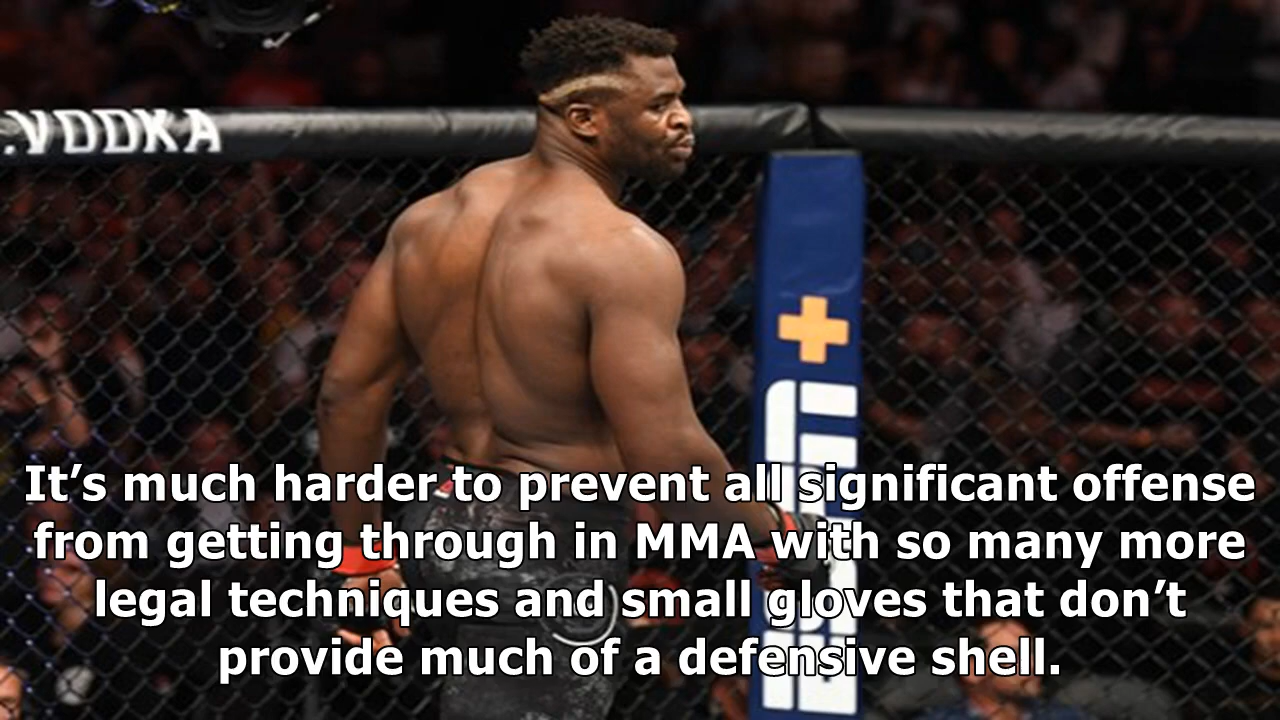 .VODKA
It’s much harder to prevent all significant offense
from getting through in MMA with so many more
legal techniques and small gloves that don’t
provide much of a defensive shell.